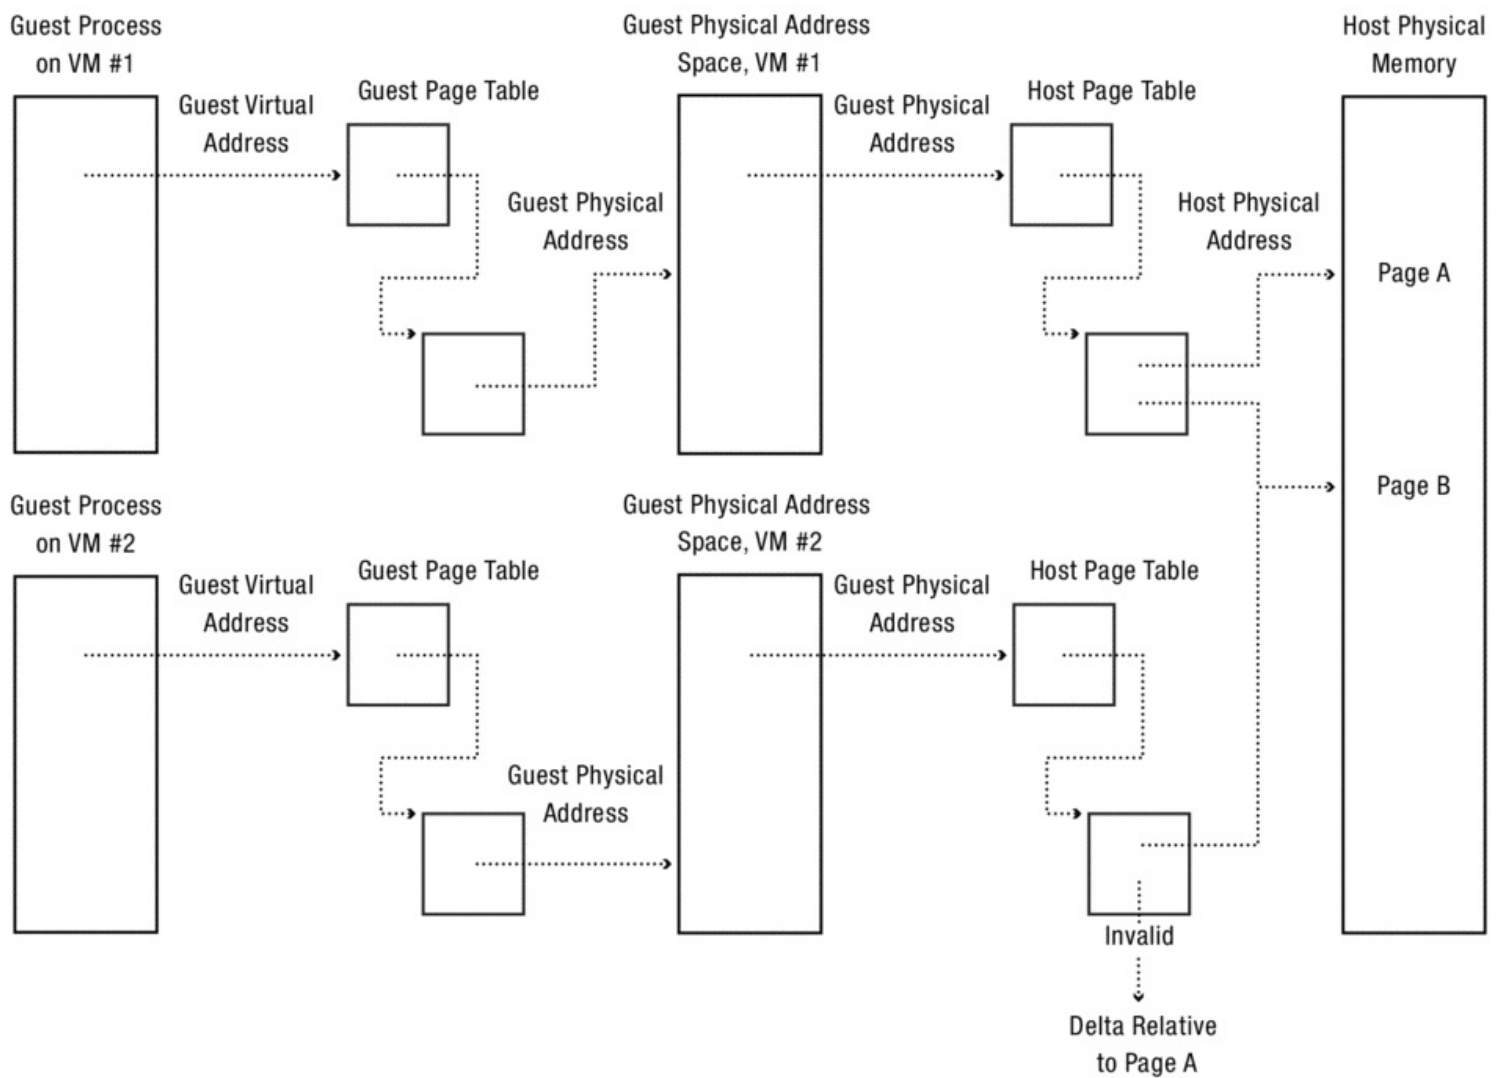 Guest Process
on VM #1
Guest Virtual
Address
Guest Page Table
Guest Physical
Address
Guest Physical Address
Space, VM #1
Guest Physical
Address
Host Page Table
Host Physical
Address
Host Physical
Memory
Page A
Page B
Guest Process
on VM #2
Guest Virtual
Address
Guest Page Table
Guest Physical
Address
Guest Physical Address
Space, VM #2
Guest Physical
Address
Host Page Table
Invalid
Delta Relative
to Page A